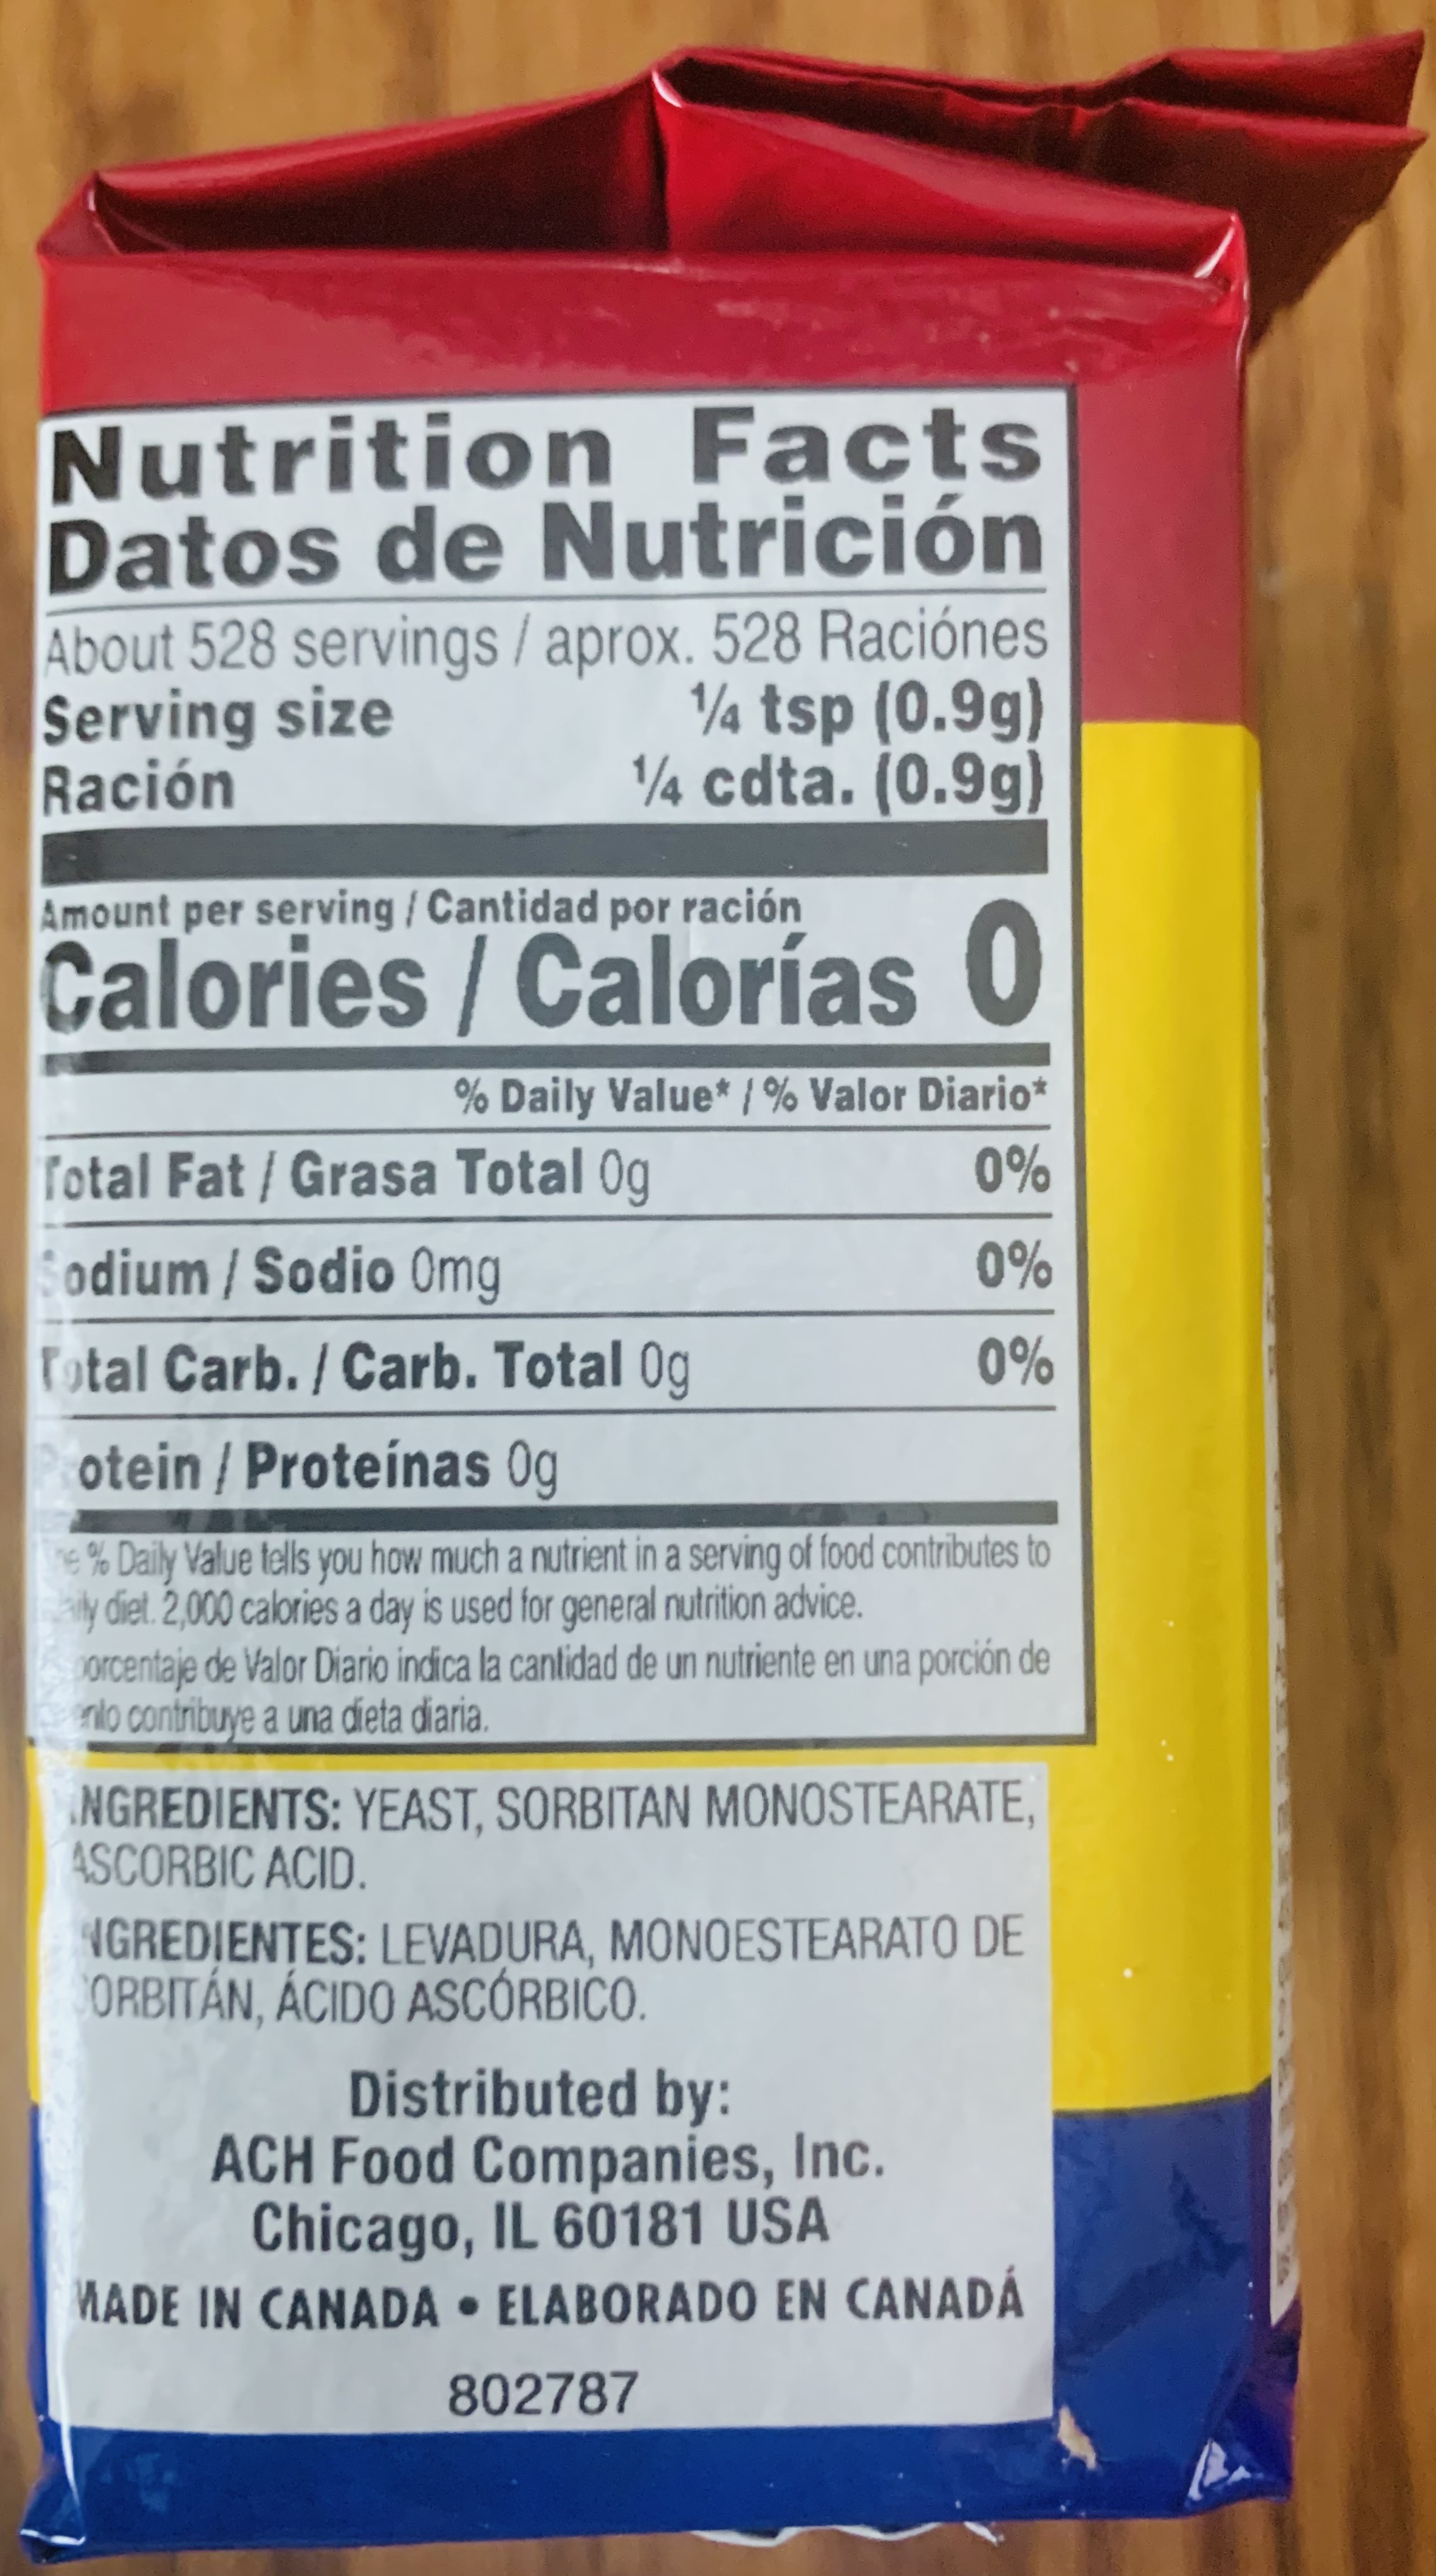 Nutrition Facts
Datos de Nutrición
About 528 servings / aprox. 528 Raciónes
Serving size ¼ tsp (0.9g)
Ración ¼ cdta. (0.9g)
Amount per serving / Cantidad por ración
Calories / Calorías 0
% Daily Value* / % Valor Diario*
Total Fat / Grasa Total 0g 0%
Sodium / Sodio 0mg 0%
Total Carb. / Carb. Total 0g 0%
Protein / Proteínas 0g
% Daily Value tells you how much a nutrient in a serving of food contributes to
diet. 2,000 calories a day is used for general nutrition advice.
porcentaje de Valor Diario indica la cantidad de un nutriente en una porción de
contribuye a una dieta diaria.
INGREDIENTS: YEAST, SORBITAN MONOSTEARATE,
ASCORBIC ACID.
INGREDIENTES: LEVADURA, MONOESTEARATO DE
SORBITÁN, ÁCIDO ASCÓRBICO.
Distributed by:
ACH Food Companies, Inc.
Chicago, IL 60181 USA
MADE IN CANADA • ELABORADO EN CANADÁ
802787